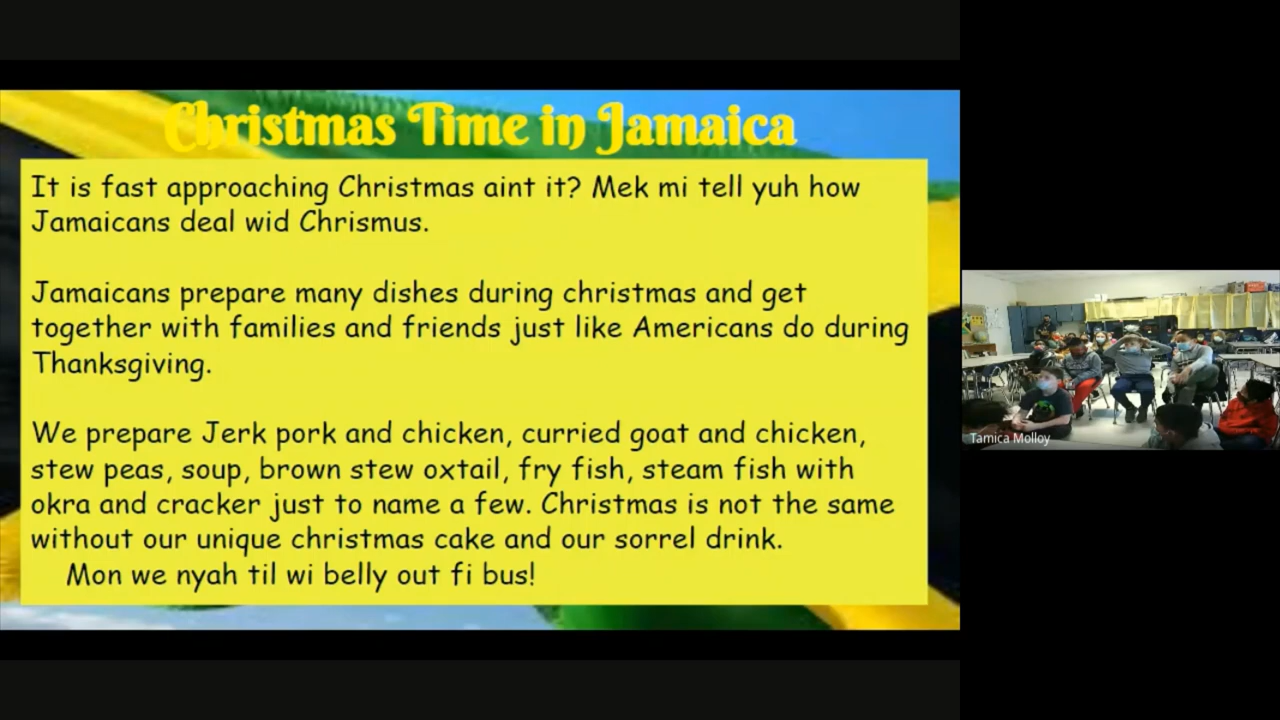 Christmas Time in Jamaica
It is fast approaching Christmas aint it? Mek mi tell yuh how
Jamaicans deal wid Chrismus.
Jamaicans prepare many dishes during christmas and get
together with families and friends just like Americans do during
Thanksgiving.
We prepare Jerk pork and chicken, curried goat and chicken,
stew peas, soup, brown stew oxtail, fry fish, steam fish with
okra and cracker just to name a few. Christmas is not the same
without our unique christmas cake and our sorrel drink.
Mon we nyah til wi belly out fi bus!
Tamica Molloy